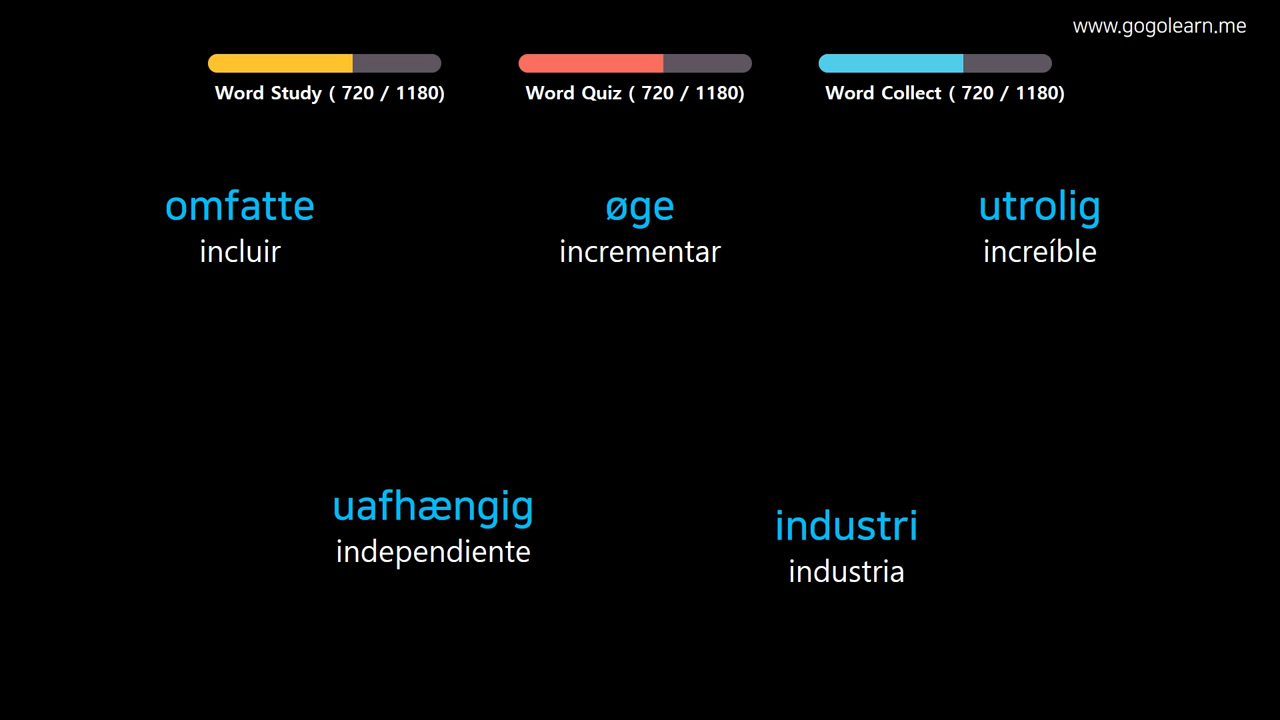 www.gogolearn.me
Word Study ( 720 / 1180)
Word Quiz ( 720 / 1180)
Word Collect ( 720 / 1180)
omfatte
incluir
øge
incrementar
utrolig
increíble
uafhængig
independiente
industri
industria